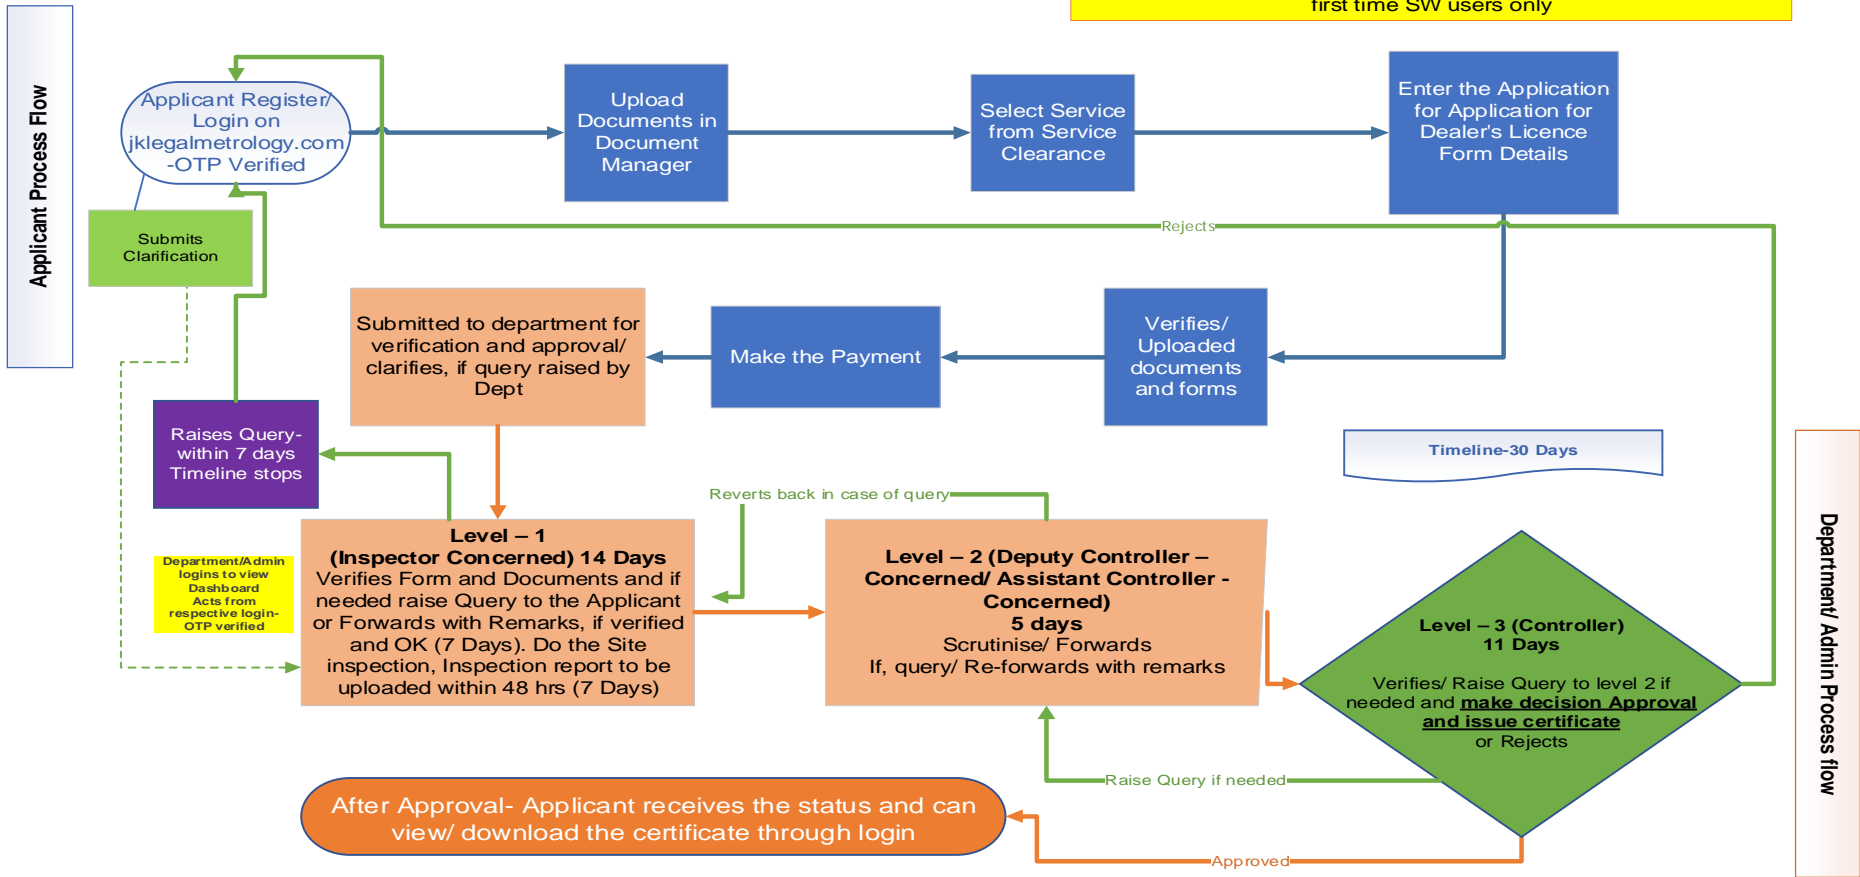 first time SW users only
Applicant Process Flow
Applicant Register/
Login on
jklegalmetrology.com
-OTP Verified
Upload
Documents in
Document
Manager
Select Service
from Service
Clearance
Enter the Application
for Application for
Dealer's Licence
Form Details
Submits
Clarification
Rejects
Submitted to department for
verification and approval/
clarifies, if query raised by
Dept
Make the Payment
Verifies/
Uploaded
documents
and forms
Raises Query-
within 7 days
Timeline stops
Timeline-30 Days
Reverts back in case of query
Department/Admin
logins to view
Dashboard
Acts from
respective login-
OTP verified
Level – 1
(Inspector Concerned) 14 Days
Verifies Form and Documents and if
needed raise Query to the Applicant
or Forwards with Remarks, if verified
and OK (7 Days). Do the Site
inspection, Inspection report to be
uploaded within 48 hrs (7 Days)
Level – 2 (Deputy Controller –
Concerned/ Assistant Controller -
Concerned)
5 days
Scrutinise/ Forwards
If, query/ Re-forwards with remarks
Level – 3 (Controller)
11 Days
Verifies/ Raise Query to level 2 if
needed and make decision Approval
and issue certificate
or Rejects
Department/ Admin Process flow
Raise Query if needed
After Approval- Applicant receives the status and can
view/ download the certificate through login
Approved